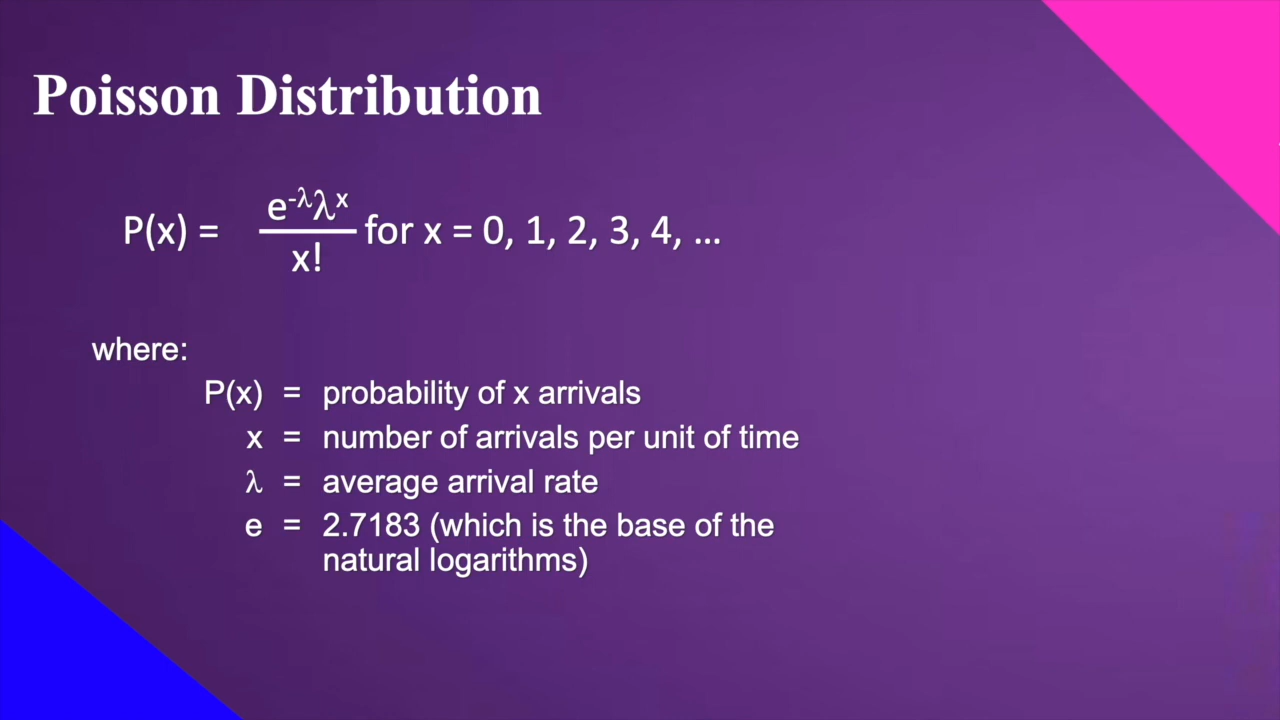 Poisson Distribution
P(x) = e^-λ λ^x / x! for x = 0, 1, 2, 3, 4, ...
where:
P(x) = probability of x arrivals
x = number of arrivals per unit of time
λ = average arrival rate
e = 2.7183 (which is the base of the
natural logarithms)